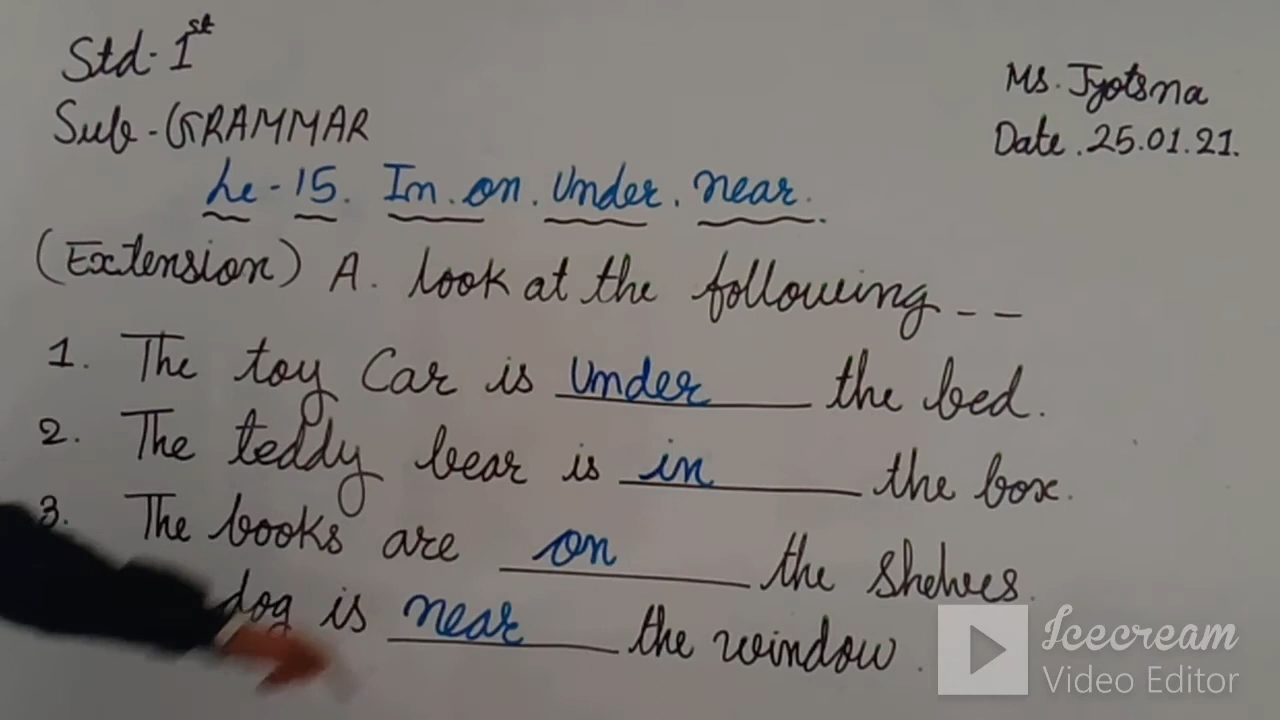 Std-1st
Sub-GRAMMAR
Ms. Jyotsna
Date. 25.01.21.
Le-15. In. on. Under. near.
(Extension) A. look at the following - -
1. The toy Car is Under the bed.
2. The teddy bear is in the box.
3. The books are on the shelves.
dog is near the window.
Icecream
Video Editor